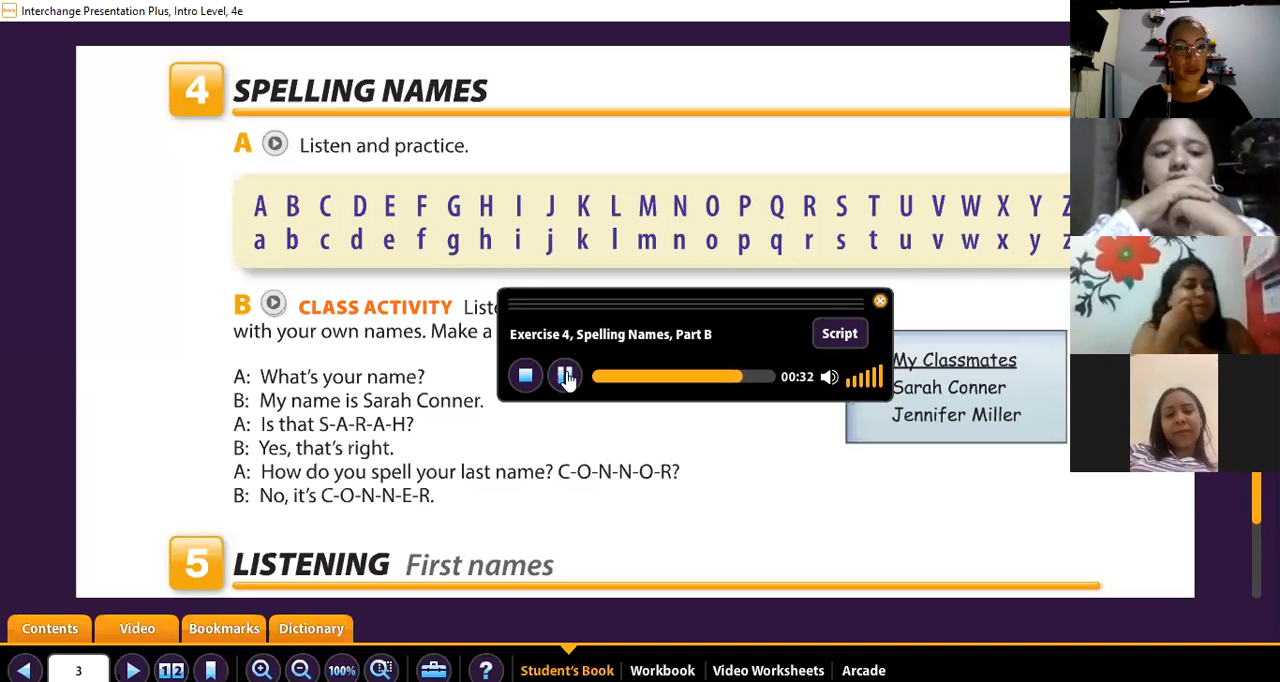 Interchange Presentation Plus, Intro Level, 4e
4 SPELLING NAMES
A Listen and practice.
A B C D E F G H I J K L M N O P Q R S T U V W X Y Z
a b c d e f g h i j k l m n o p q r s t u v w x y z
B CLASS ACTIVITY
with your own names. Make a
Exercise 4, Spelling Names, Part B
Script
00:32
My Classmates
Sarah Conner
Jennifer Miller
A: What's your name?
B: My name is Sarah Conner.
A: Is that S-A-R-A-H?
B: Yes, that's right.
A: How do you spell your last name? C-O-N-N-O-R?
B: No, it's C-O-N-N-E-R.
5 LISTENING First names
Contents Video Bookmarks Dictionary
3 1 2 100% ? Student's Book Workbook Video Worksheets Arcade